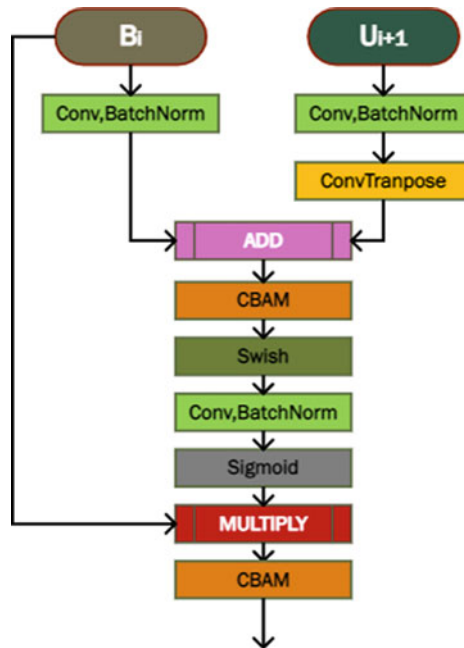 Bi
Ui+1
Conv,BatchNorm
Conv,BatchNorm
ConvTranpose
ADD
CBAM
Swish
Conv,BatchNorm
Sigmoid
MULTIPLY
CBAM